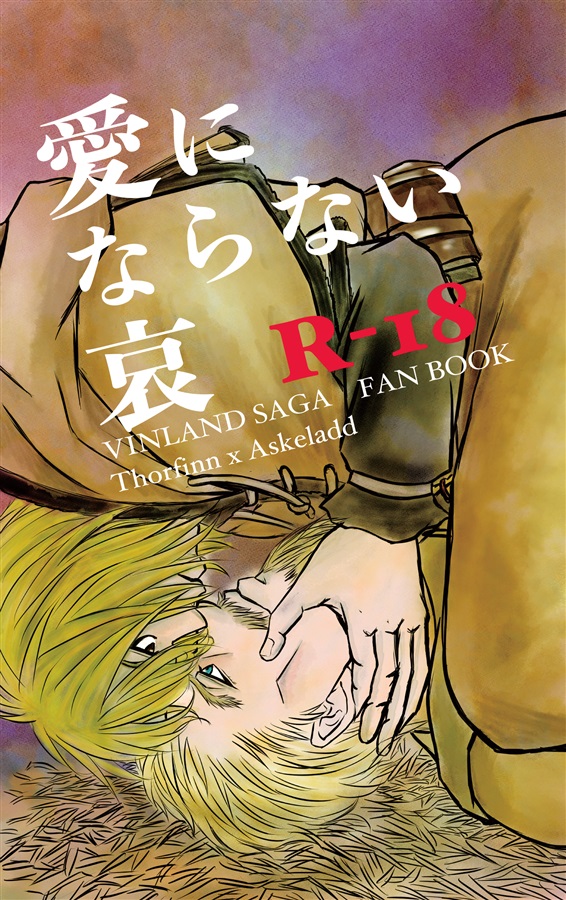 愛に
ならない
哀
R-18
VINLAND SAGA FAN BOOK
Thorfinn x Askeladd